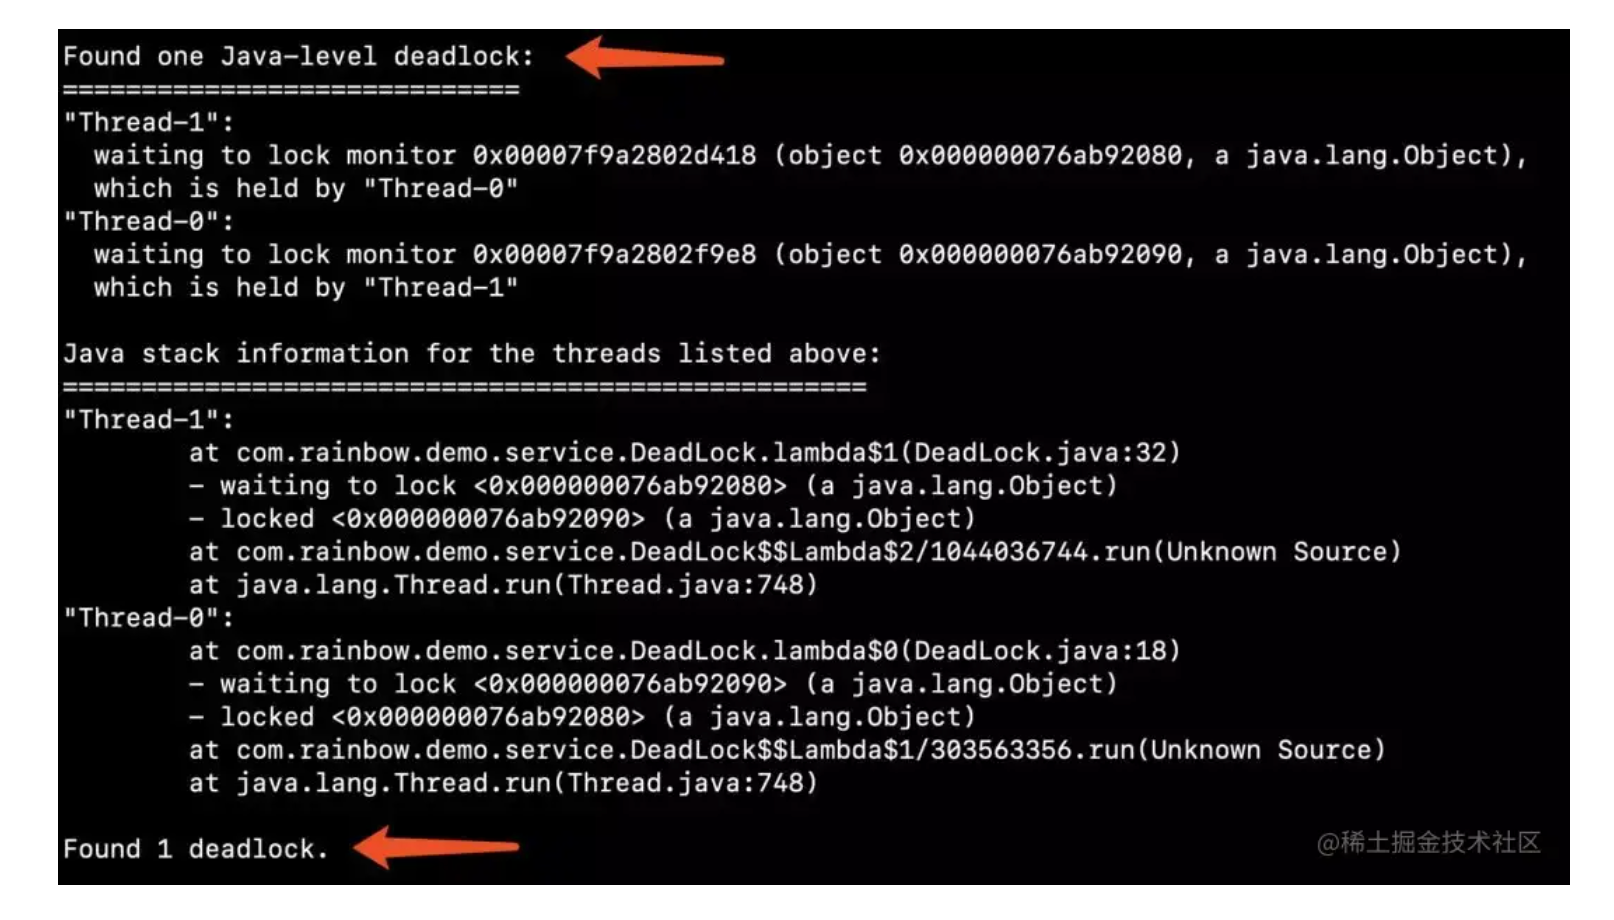 Found one Java-level deadlock:
=============================
"Thread-1":
  waiting to lock monitor 0x00007f9a2802d418 (object 0x000000076ab92080, a java.lang.Object),
  which is held by "Thread-0"
"Thread-0":
  waiting to lock monitor 0x00007f9a2802f9e8 (object 0x000000076ab92090, a java.lang.Object),
  which is held by "Thread-1"

Java stack information for the threads listed above:
===================================================
"Thread-1":
        at com.rainbow.demo.service.DeadLock.lambda$1(DeadLock.java:32)
        - waiting to lock <0x000000076ab92080> (a java.lang.Object)
        - locked <0x000000076ab92090> (a java.lang.Object)
        at com.rainbow.demo.service.DeadLock$$Lambda$2/1044036744.run(Unknown Source)
        at java.lang.Thread.run(Thread.java:748)
"Thread-0":
        at com.rainbow.demo.service.DeadLock.lambda$0(DeadLock.java:18)
        - waiting to lock <0x000000076ab92090> (a java.lang.Object)
        - locked <0x000000076ab92080> (a java.lang.Object)
        at com.rainbow.demo.service.DeadLock$$Lambda$1/303563356.run(Unknown Source)
        at java.lang.Thread.run(Thread.java:748)

Found 1 deadlock.
@稀土掘金技术社区